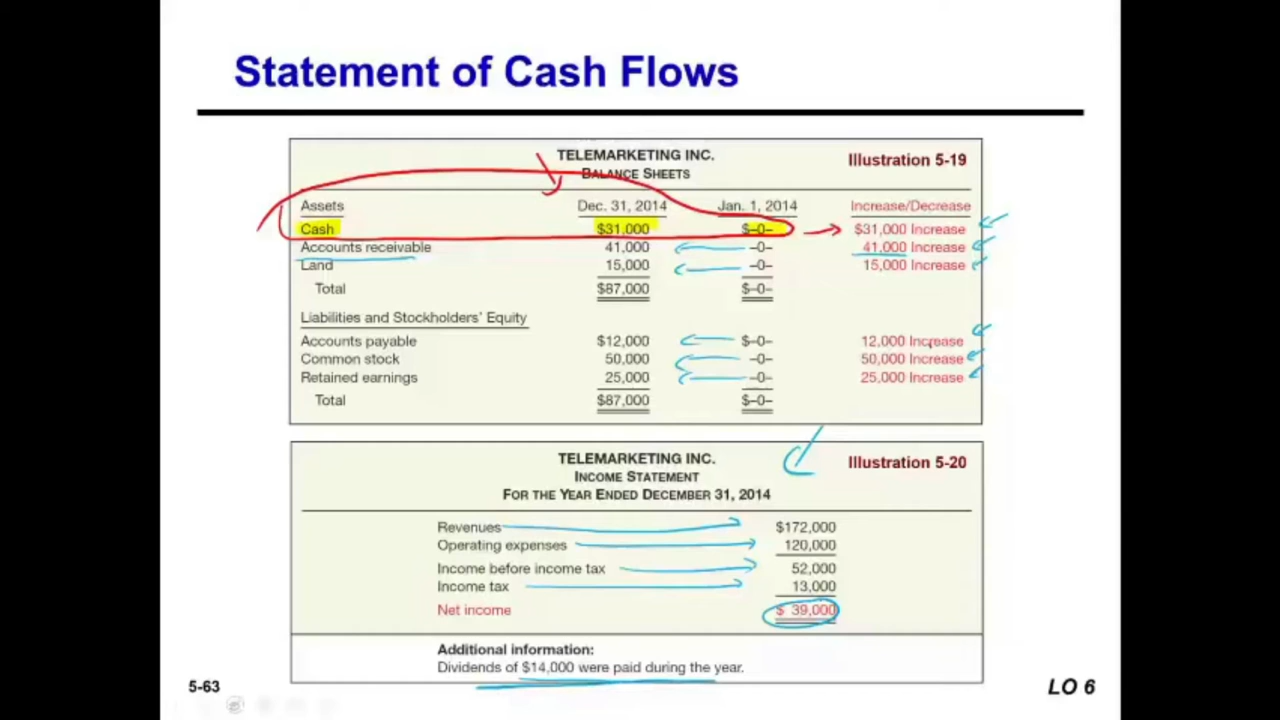 Statement of Cash Flows
TELEMARKETING INC.
Illustration 5-19
BALANCE SHEETS
Assets Dec. 31, 2014 Jan. 1, 2014 Increase/Decrease
Cash $31,000 $–0– $31,000 Increase
Accounts receivable 41,000 –0– 41,000 Increase
Land 15,000 –0– 15,000 Increase
Total $87,000 $–0–
Liabilities and Stockholders' Equity
Accounts payable $12,000 $–0– 12,000 Increase
Common stock 50,000 –0– 50,000 Increase
Retained earnings 25,000 –0– 25,000 Increase
Total $87,000 $–0–
TELEMARKETING INC.
Illustration 5-20
INCOME STATEMENT
FOR THE YEAR ENDED DECEMBER 31, 2014
Revenues $172,000
Operating expenses 120,000
Income before income tax 52,000
Income tax 13,000
Net income $ 39,000
Additional information:
Dividends of $14,000 were paid during the year.
5-63
LO 6